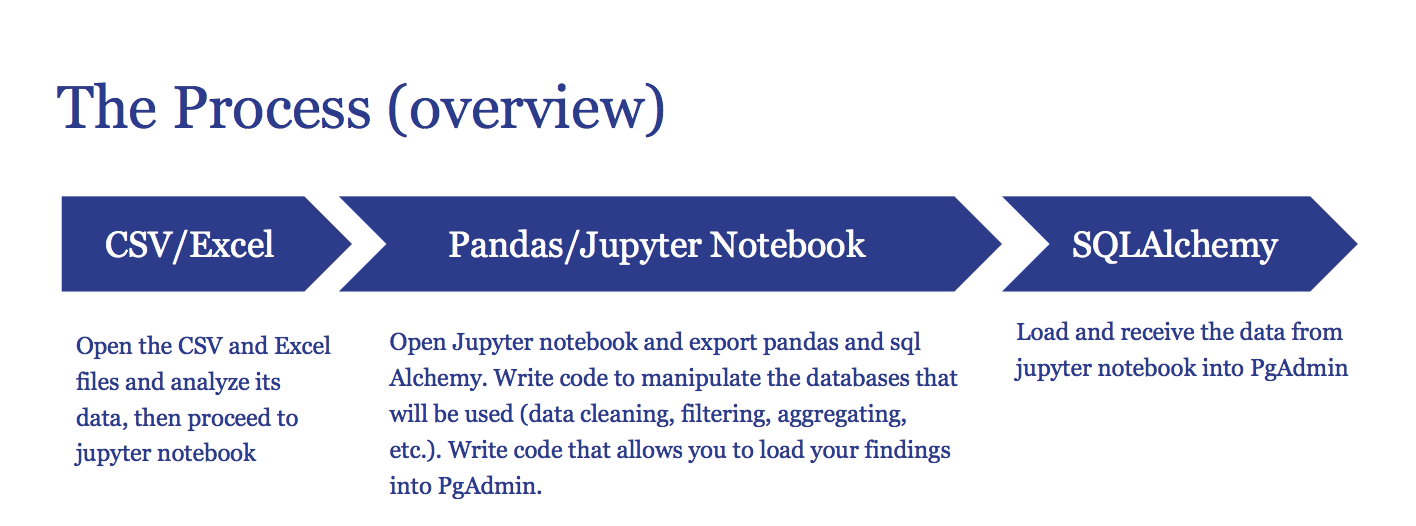 The Process (overview)
CSV/Excel
Open the CSV and Excel
files and analyze its
data, then proceed to
jupyter notebook
Pandas/Jupyter Notebook
Open Jupyter notebook and export pandas and sql
Alchemy. Write code to manipulate the databases that
will be used (data cleaning, filtering, aggregating,
etc.). Write code that allows you to load your findings
into PgAdmin.
SQLAlchemy
Load and receive the data from
jupyter notebook into PgAdmin